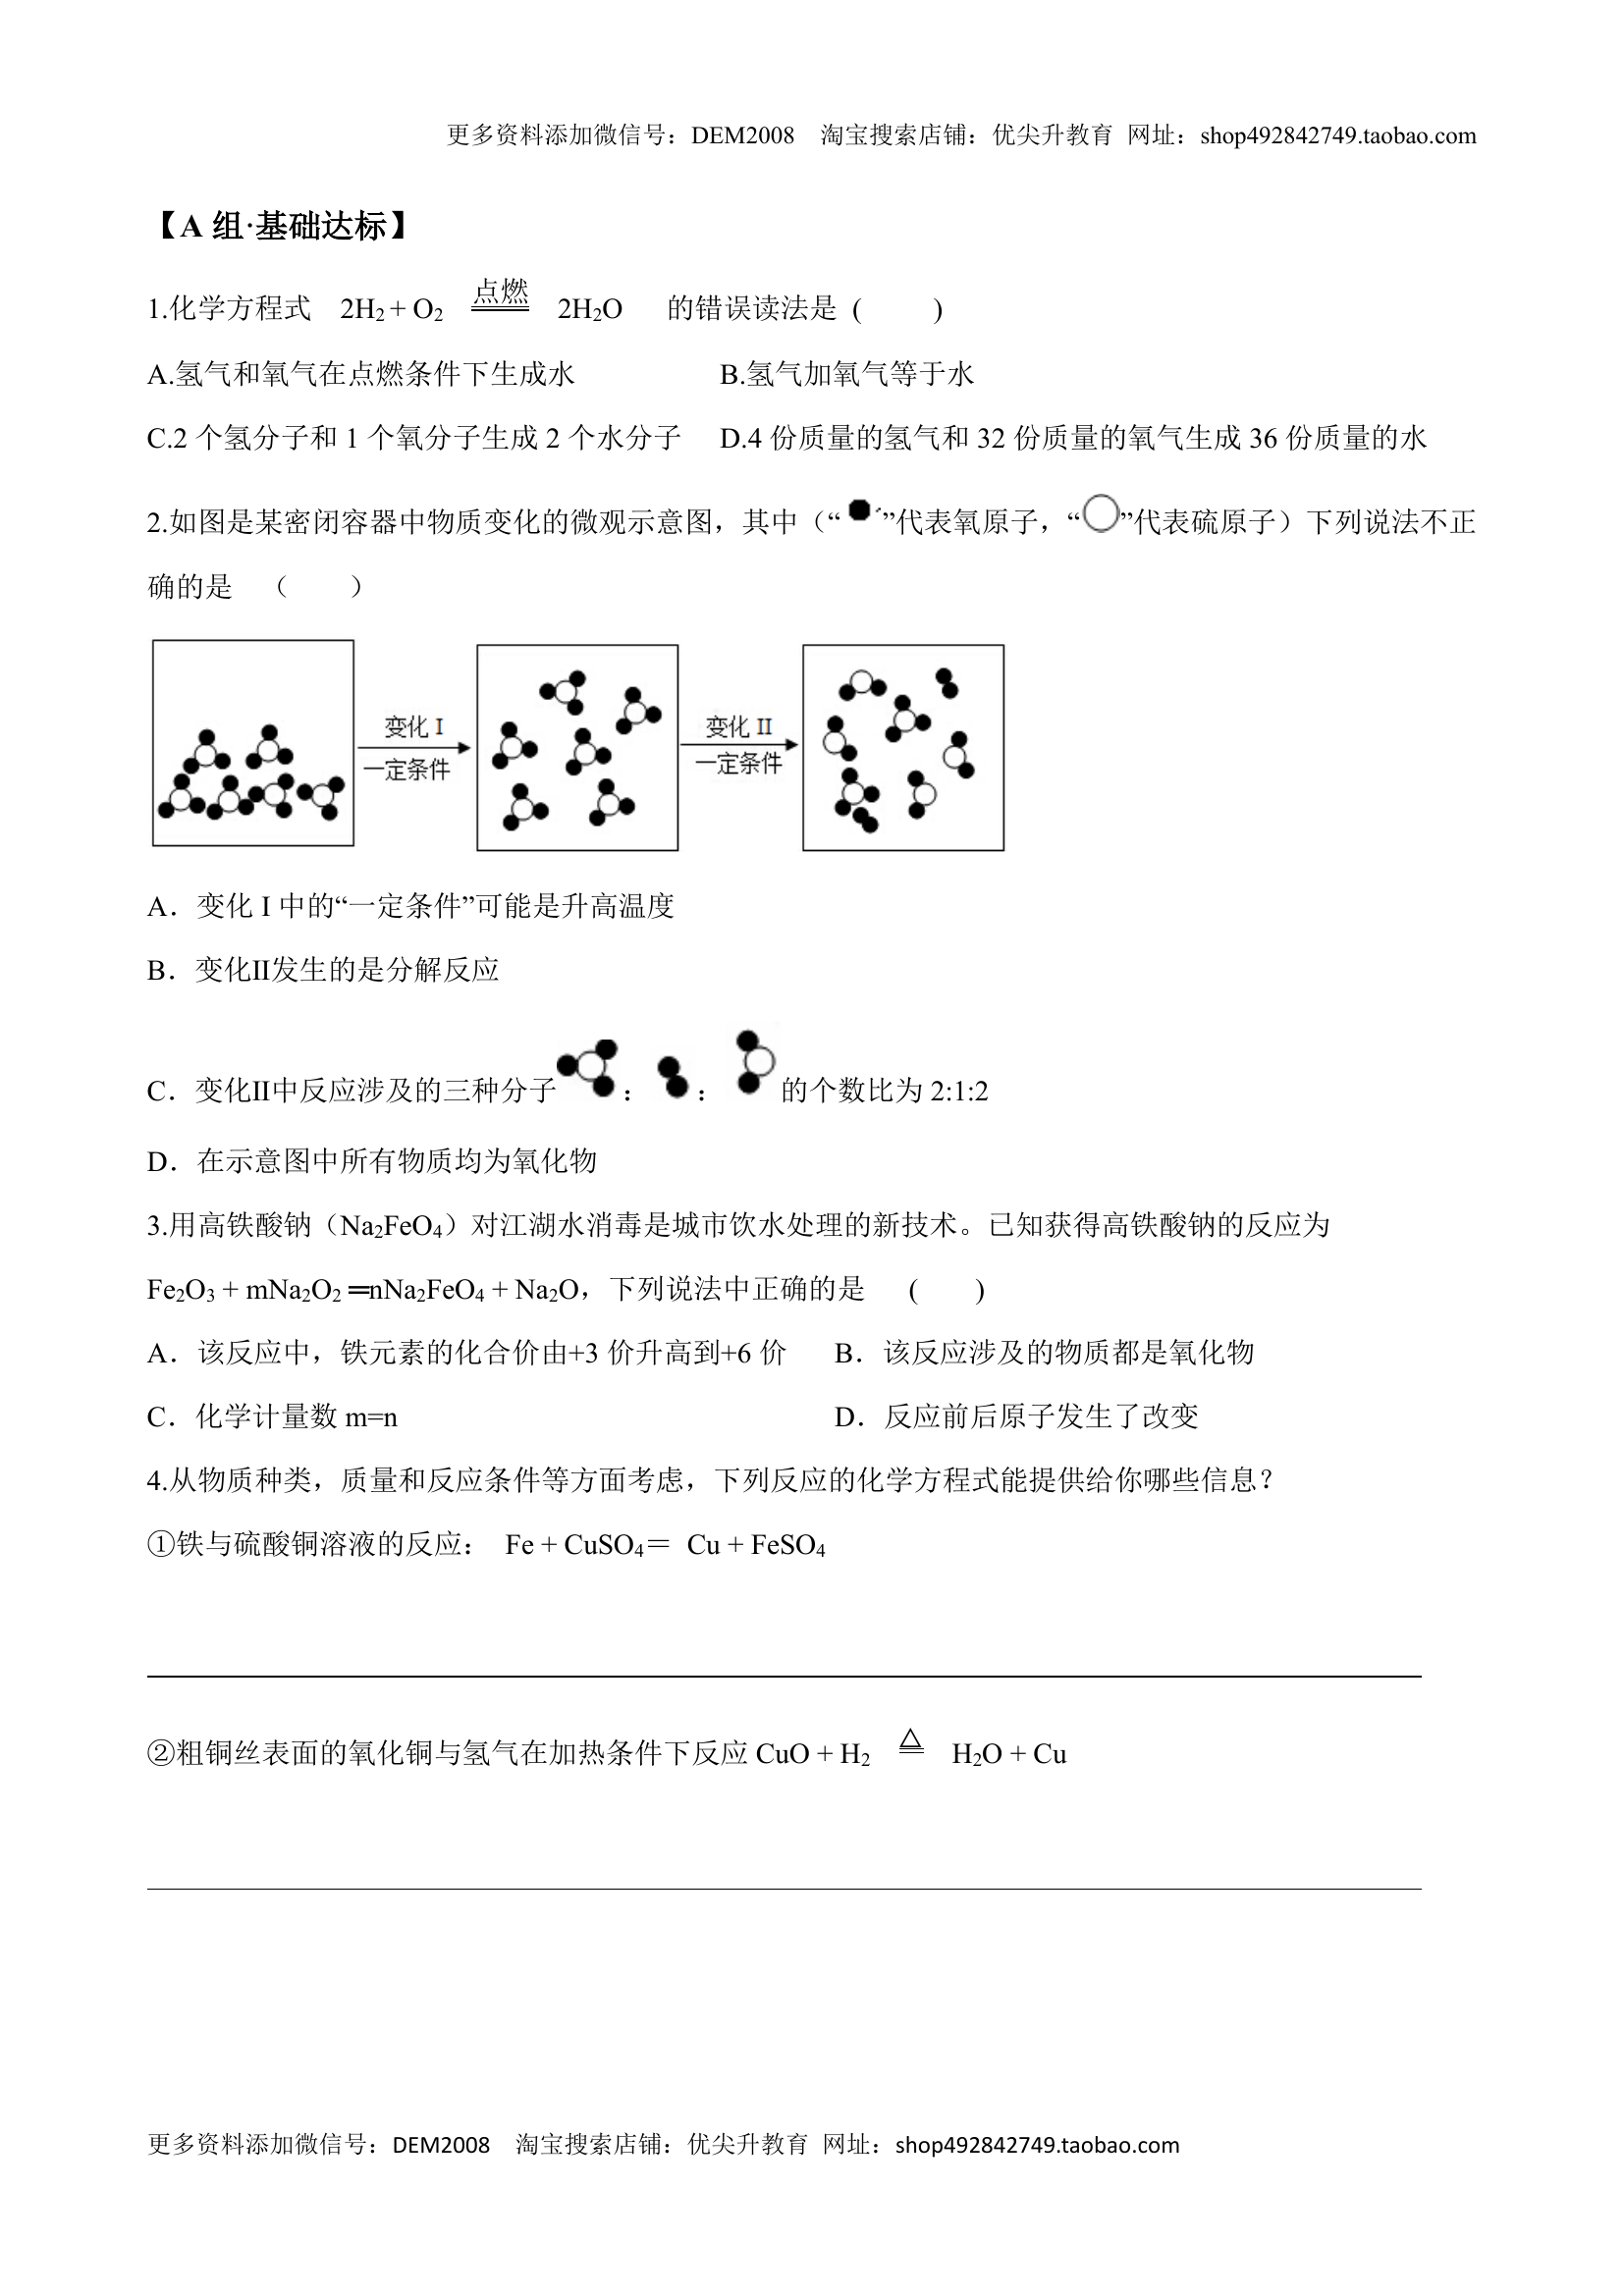 更多资料添加微信号：DEM2008　淘宝搜索店铺：优尖升教育 网址：shop492842749.taobao.com
【A 组·基础达标】
1.化学方程式　2H₂ + O₂ 点燃 2H₂O　的错误读法是（　　）
A.氢气和氧气在点燃条件下生成水　　B.氢气加氧气等于水
C.2 个氢分子和 1 个氧分子生成 2 个水分子　D.4 份质量的氢气和 32 份质量的氧气生成 36 份质量的水
2.如图是某密闭容器中物质变化的微观示意图，其中（“●”代表氧原子，“○”代表硫原子）下列说法不正
确的是　（　　）
变化 I
一定条件
变化 II
一定条件
A．变化 I 中的“一定条件”可能是升高温度
B．变化Ⅱ发生的是分解反应
C．变化Ⅱ中反应涉及的三种分子 ： ： 的个数比为 2:1:2
D．在示意图中所有物质均为氧化物
3.用高铁酸钠（Na₂FeO₄）对江湖水消毒是城市饮水处理的新技术。已知获得高铁酸钠的反应为
Fe₂O₃ + mNa₂O₂ ═nNa₂FeO₄ + Na₂O，下列说法中正确的是　（　　）
A．该反应中，铁元素的化合价由+3 价升高到+6 价　B．该反应涉及的物质都是氧化物
C．化学计量数 m=n　　D．反应前后原子发生了改变
4.从物质种类，质量和反应条件等方面考虑，下列反应的化学方程式能提供给你哪些信息？
①铁与硫酸铜溶液的反应：　Fe + CuSO₄＝ Cu + FeSO₄
②粗铜丝表面的氧化铜与氢气在加热条件下反应 CuO + H₂ △ H₂O + Cu
更多资料添加微信号：DEM2008　淘宝搜索店铺：优尖升教育 网址：shop492842749.taobao.com